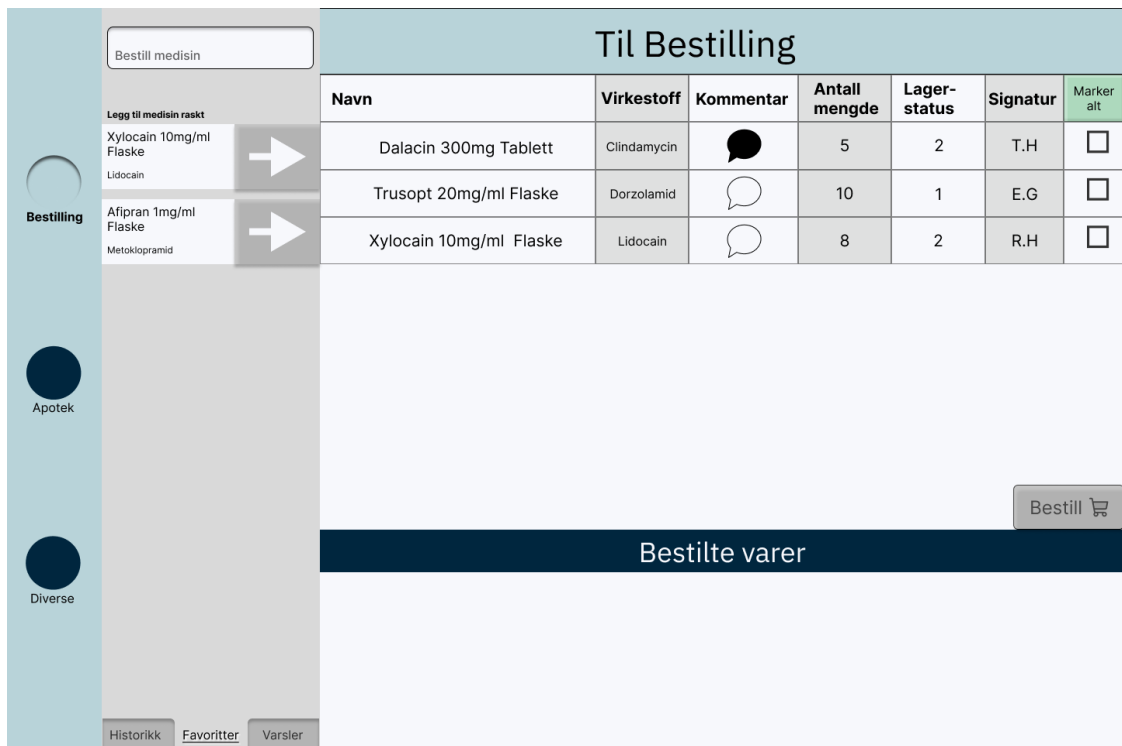 Bestilling
Apotek
Diverse
Bestill medisin
Legg til medisin raskt
Xylocain 10mg/ml
Flaske
Lidocain
Afipran 1mg/ml
Flaske
Metoklopramid
Historikk Favoritter Varsler
Til Bestilling
Navn Virkestoff Kommentar Antall mengde Lager-status Signatur Marker alt
Dalacin 300mg Tablett Clindamycin 5 2 T.H
Trusopt 20mg/ml Flaske Dorzolamid 10 1 E.G
Xylocain 10mg/ml Flaske Lidocain 8 2 R.H
Bestill
Bestilte varer